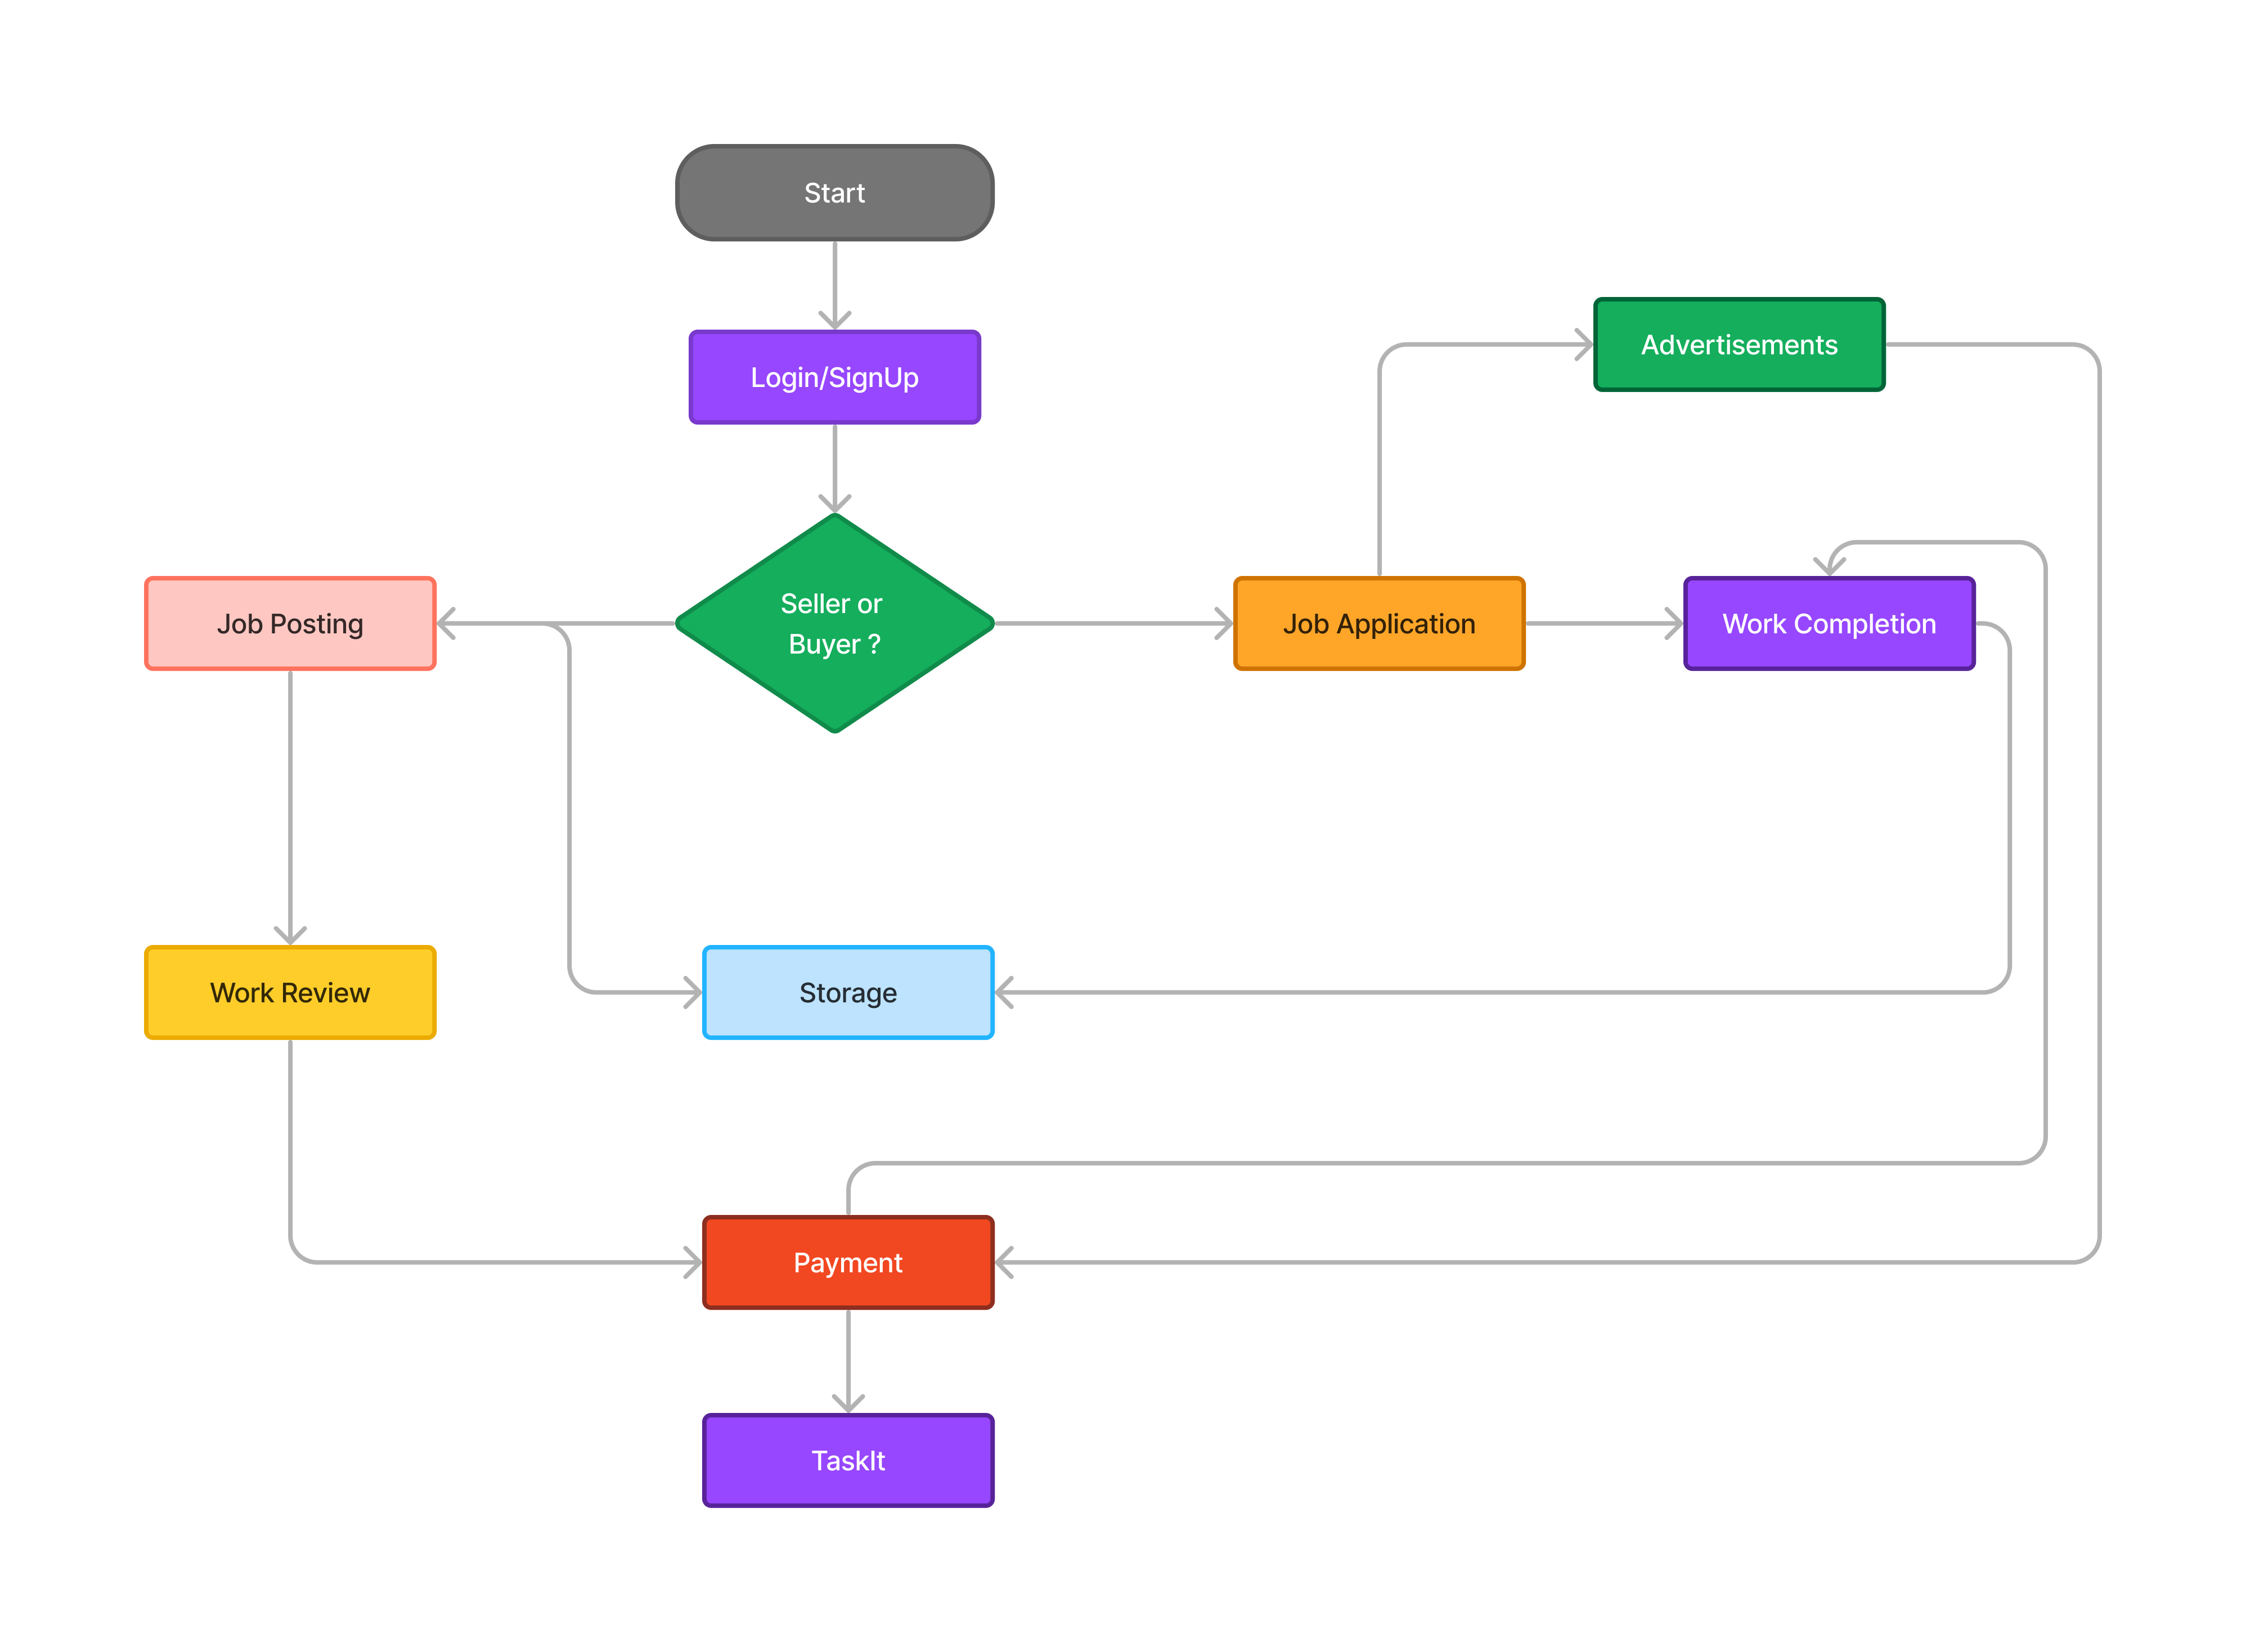 Start
Advertisements
Login/SignUp
Seller or
Buyer ?
Job Posting
Job Application
Work Completion
Work Review
Storage
Payment
TaskIt